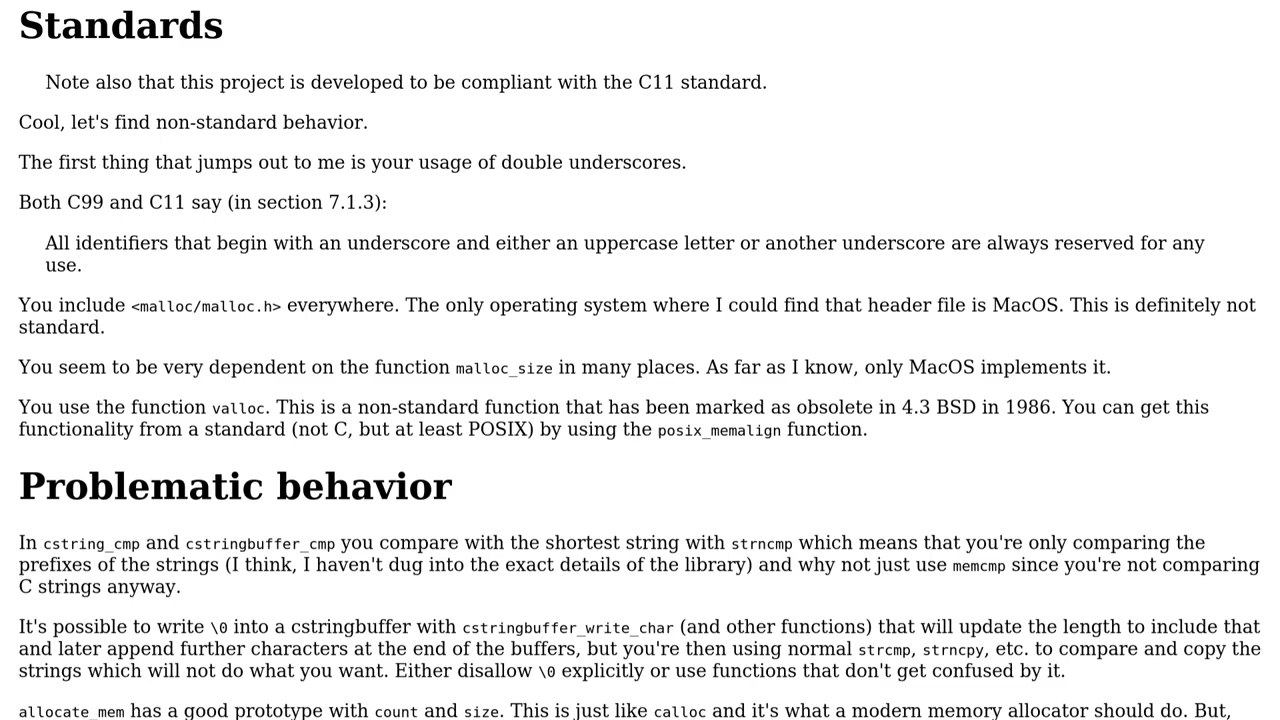 Standards
Note also that this project is developed to be compliant with the C11 standard.
Cool, let's find non-standard behavior.
The first thing that jumps out to me is your usage of double underscores.
Both C99 and C11 say (in section 7.1.3):
All identifiers that begin with an underscore and either an uppercase letter or another underscore are always reserved for any
use.
You include <malloc/malloc.h> everywhere. The only operating system where I could find that header file is MacOS. This is definitely not
standard.
You seem to be very dependent on the function malloc_size in many places. As far as I know, only MacOS implements it.
You use the function valloc. This is a non-standard function that has been marked as obsolete in 4.3 BSD in 1986. You can get this
functionality from a standard (not C, but at least POSIX) by using the posix_memalign function.
Problematic behavior
In cstring_cmp and cstringbuffer_cmp you compare with the shortest string with strncmp which means that you're only comparing the
prefixes of the strings (I think, I haven't dug into the exact details of the library) and why not just use memcmp since you're not comparing
C strings anyway.
It's possible to write \0 into a cstringbuffer with cstringbuffer_write_char (and other functions) that will update the length to include that
and later append further characters at the end of the buffers, but you're then using normal strcmp, strncpy, etc. to compare and copy the
strings which will not do what you want. Either disallow \0 explicitly or use functions that don't get confused by it.
allocate_mem has a good prototype with count and size. This is just like calloc and it's what a modern memory allocator should do. But,